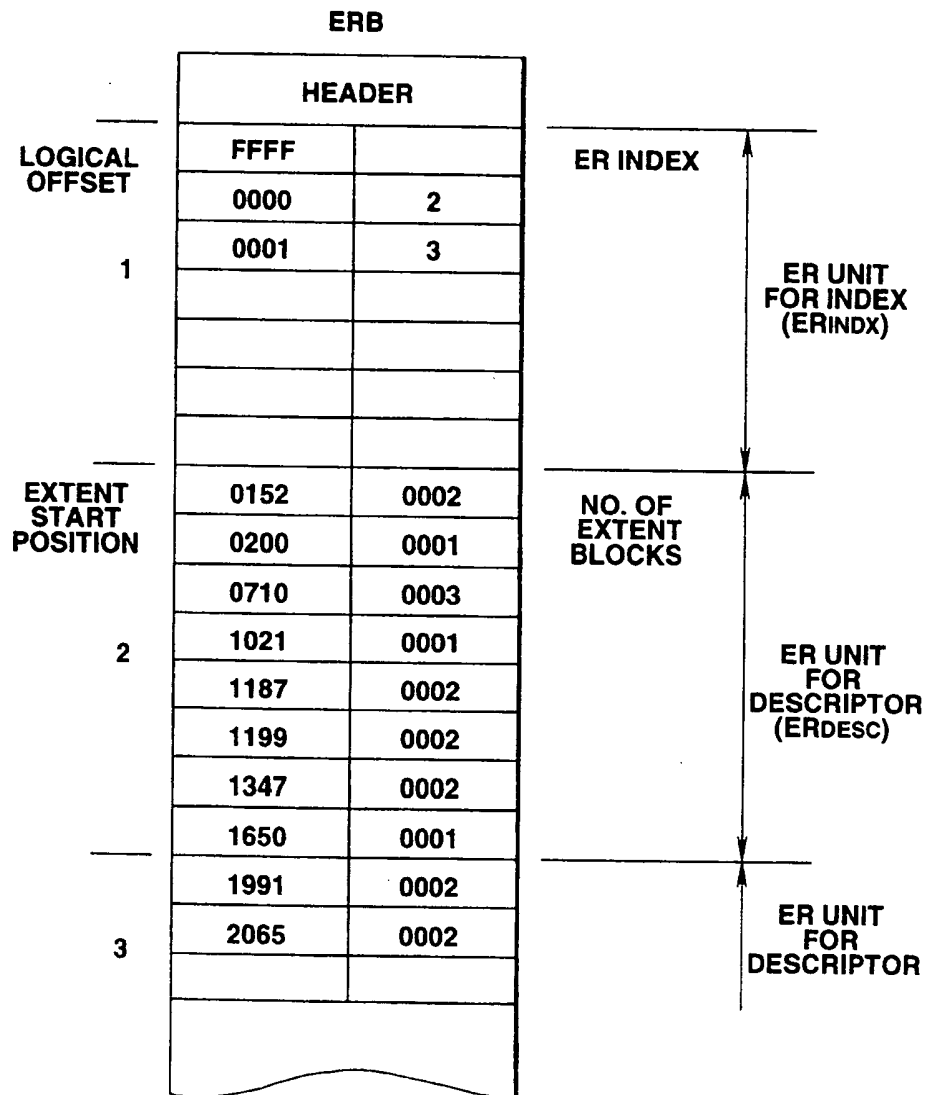 ERB
HEADER
LOGICAL
OFFSET
FFFF
ER INDEX
0000 2
0001 3
1
ER UNIT
FOR INDEX
(ERINDX)
EXTENT
START
POSITION
0152 0002
NO. OF
EXTENT
BLOCKS
0200 0001
0710 0003
1021 0001
2
1187 0002
1199 0002
1347 0002
1650 0001
ER UNIT
FOR
DESCRIPTOR
(ERDESC)
1991 0002
2065 0002
3
ER UNIT
FOR
DESCRIPTOR